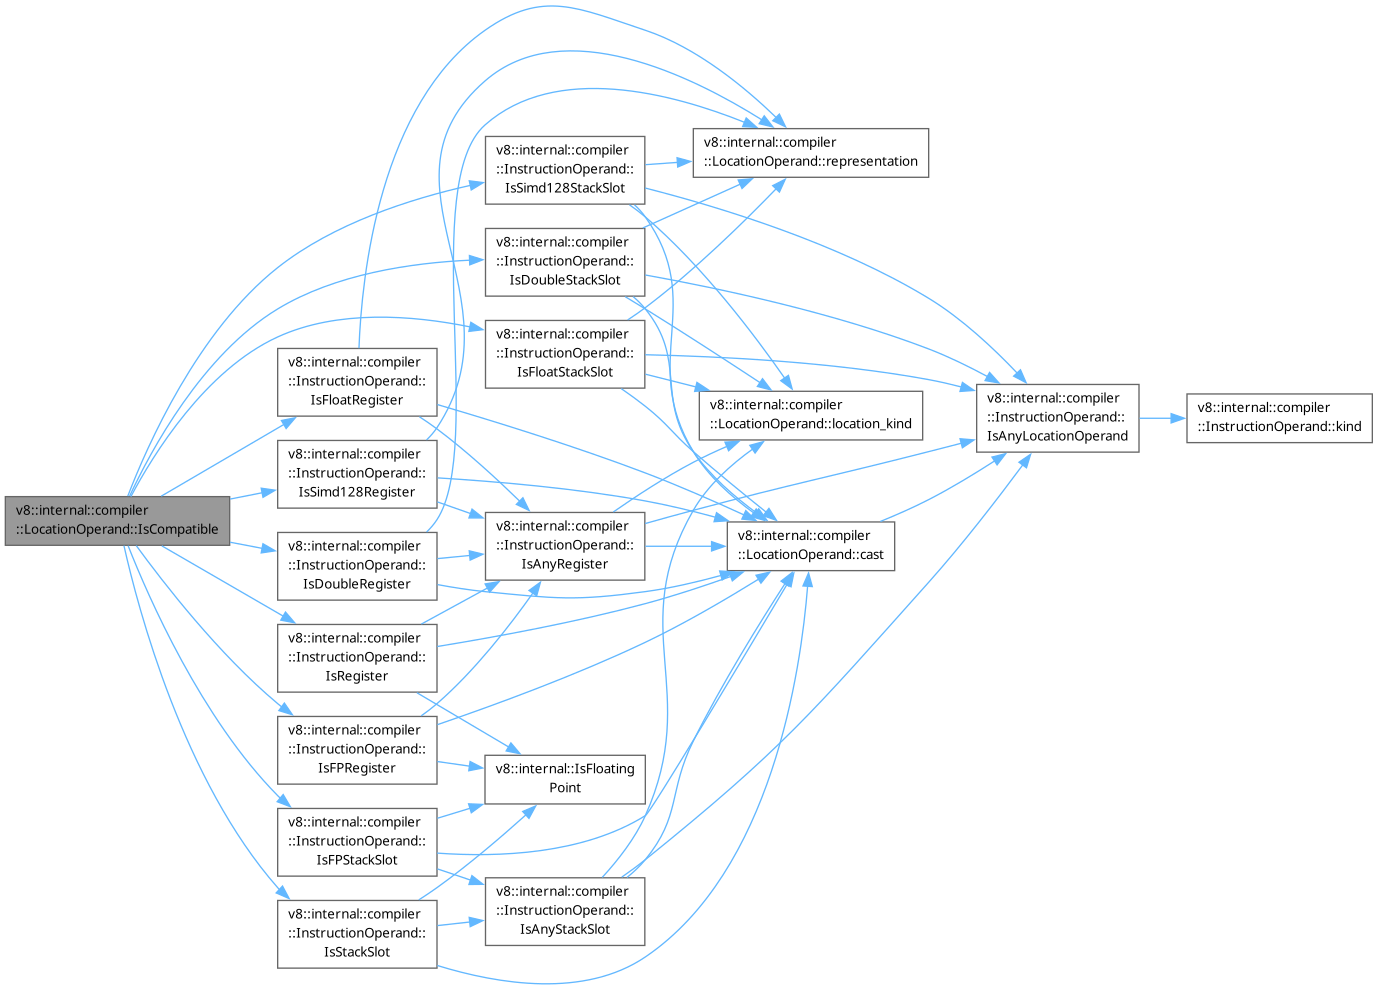 v8::internal::compiler
::LocationOperand::IsCompatible
v8::internal::compiler
::InstructionOperand::
IsFloatRegister
v8::internal::compiler
::InstructionOperand::
IsSimd128Register
v8::internal::compiler
::InstructionOperand::
IsDoubleRegister
v8::internal::compiler
::InstructionOperand::
IsRegister
v8::internal::compiler
::InstructionOperand::
IsFPRegister
v8::internal::compiler
::InstructionOperand::
IsFPStackSlot
v8::internal::compiler
::InstructionOperand::
IsStackSlot
v8::internal::compiler
::InstructionOperand::
IsSimd128StackSlot
v8::internal::compiler
::InstructionOperand::
IsDoubleStackSlot
v8::internal::compiler
::InstructionOperand::
IsFloatStackSlot
v8::internal::compiler
::InstructionOperand::
IsAnyRegister
v8::internal::IsFloating
Point
v8::internal::compiler
::InstructionOperand::
IsAnyStackSlot
v8::internal::compiler
::LocationOperand::representation
v8::internal::compiler
::LocationOperand::location_kind
v8::internal::compiler
::LocationOperand::cast
v8::internal::compiler
::InstructionOperand::
IsAnyLocationOperand
v8::internal::compiler
::InstructionOperand::kind